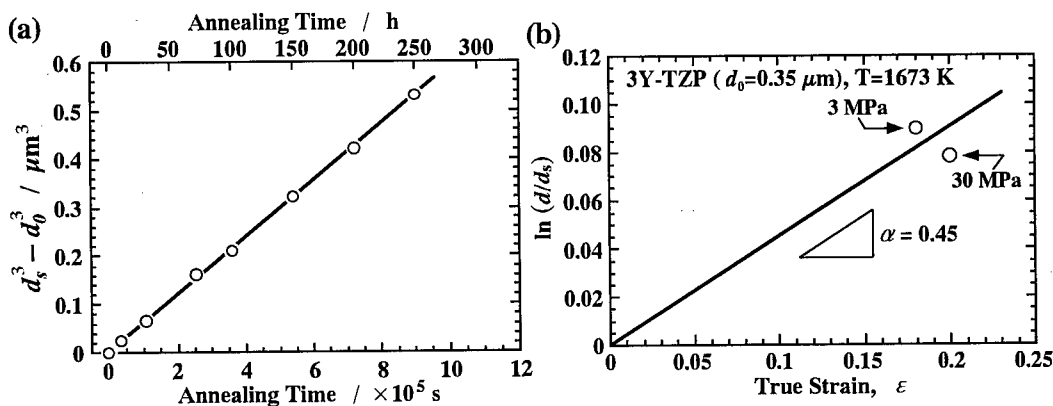 (a)
Annealing Time / h
0 50 100 150 200 250 300
0.6
0.5
0.4
0.3
0.2
0.1
0
d_s^3 – d_0^3 / μm^3
0 2 4 6 8 10 12
Annealing Time / ×10^5 s
(b)
3Y-TZP ( d_0=0.35 μm), T=1673 K
3 MPa
30 MPa
α = 0.45
0.12
0.10
0.08
0.06
0.04
0.02
0.00
ln (d/d_s)
0 0.05 0.1 0.15 0.2 0.25
True Strain, ε